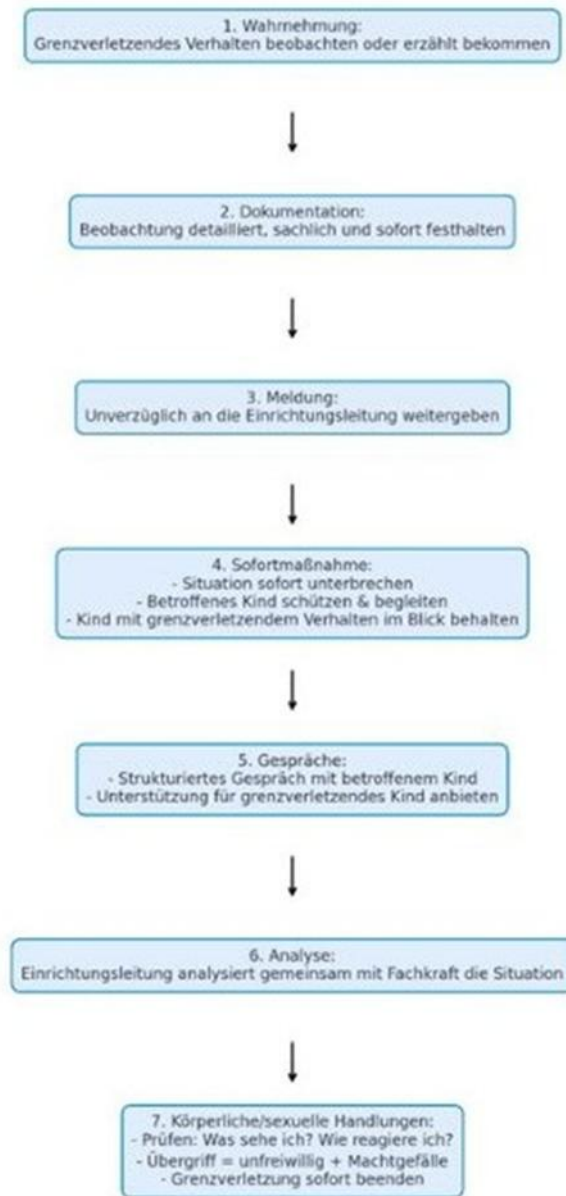 1. Wahrnehmung:
Grenzverletzendes Verhalten beobachten oder erzählt bekommen
2. Dokumentation:
Beobachtung detailliert, sachlich und sofort festhalten
3. Meldung:
Unverzüglich an die Einrichtungsleitung weitergeben
4. Sofortmaßnahme:
- Situation sofort unterbrechen
- Betroffenes Kind schützen & begleiten
- Kind mit grenzverletzendem Verhalten im Blick behalten
5. Gespräche:
- Strukturiertes Gespräch mit betroffenem Kind
- Unterstützung für grenzverletzendes Kind anbieten
6. Analyse:
Einrichtungsleitung analysiert gemeinsam mit Fachkraft die Situation
7. Körperliche/sexuelle Handlungen:
- Prüfen: Was sehe ich? Wie reagiere ich?
- Übergriff = unfreiwillig + Machtgefälle
- Grenzverletzung sofort beenden